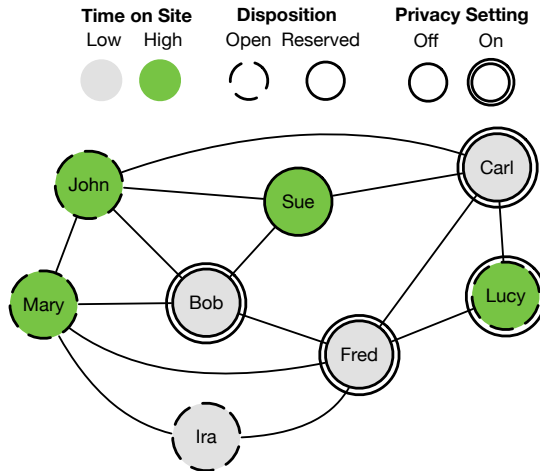 Time on Site Disposition Privacy Setting
Low High Open Reserved Off On
John
Carl
Sue
Mary
Bob
Lucy
Fred
Ira